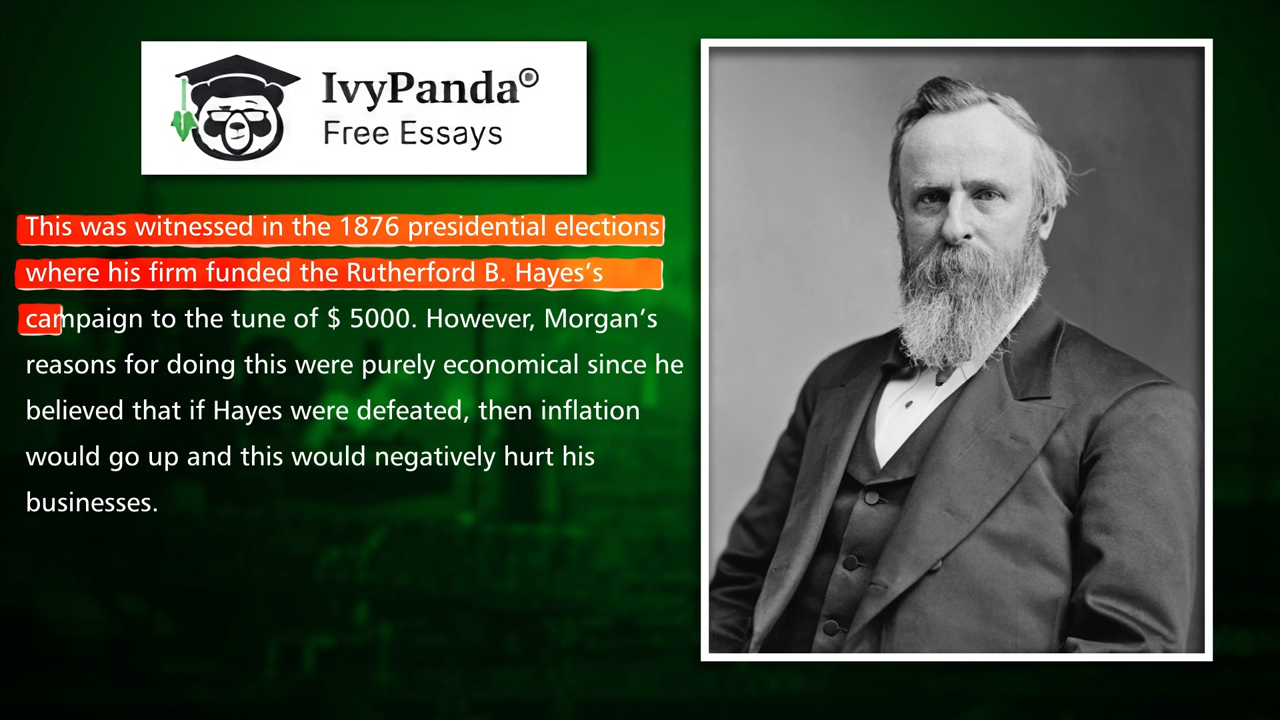 IvyPanda®
Free Essays
This was witnessed in the 1876 presidential elections
where his firm funded the Rutherford B. Hayes’s
campaign to the tune of $ 5000. However, Morgan’s
reasons for doing this were purely economical since he
believed that if Hayes were defeated, then inflation
would go up and this would negatively hurt his
businesses.